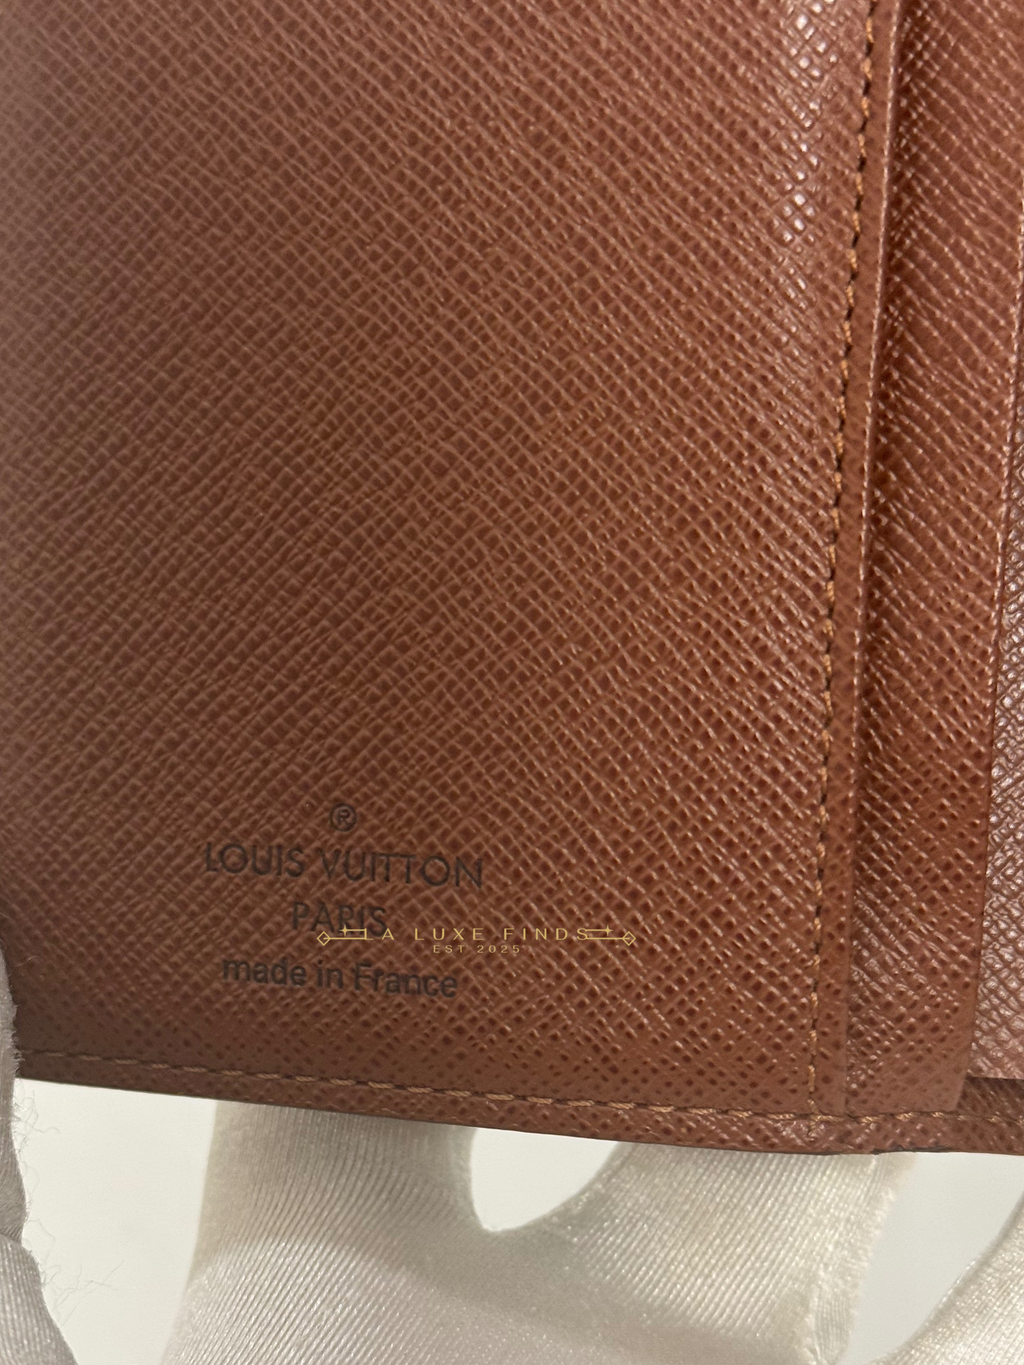 ®
LOUIS VUITTON
PARIS
LA LUXE FINDS
EST 2025
made in France